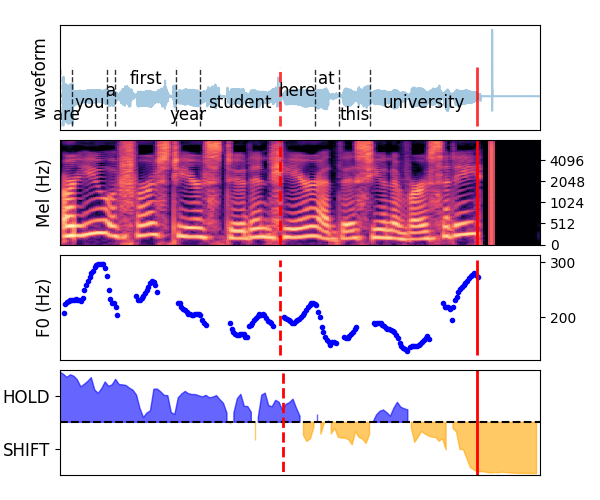 waveform
are you a first year student here at this university
Mel (Hz)
4096
2048
1024
512
0
F0 (Hz)
300
200
HOLD
SHIFT